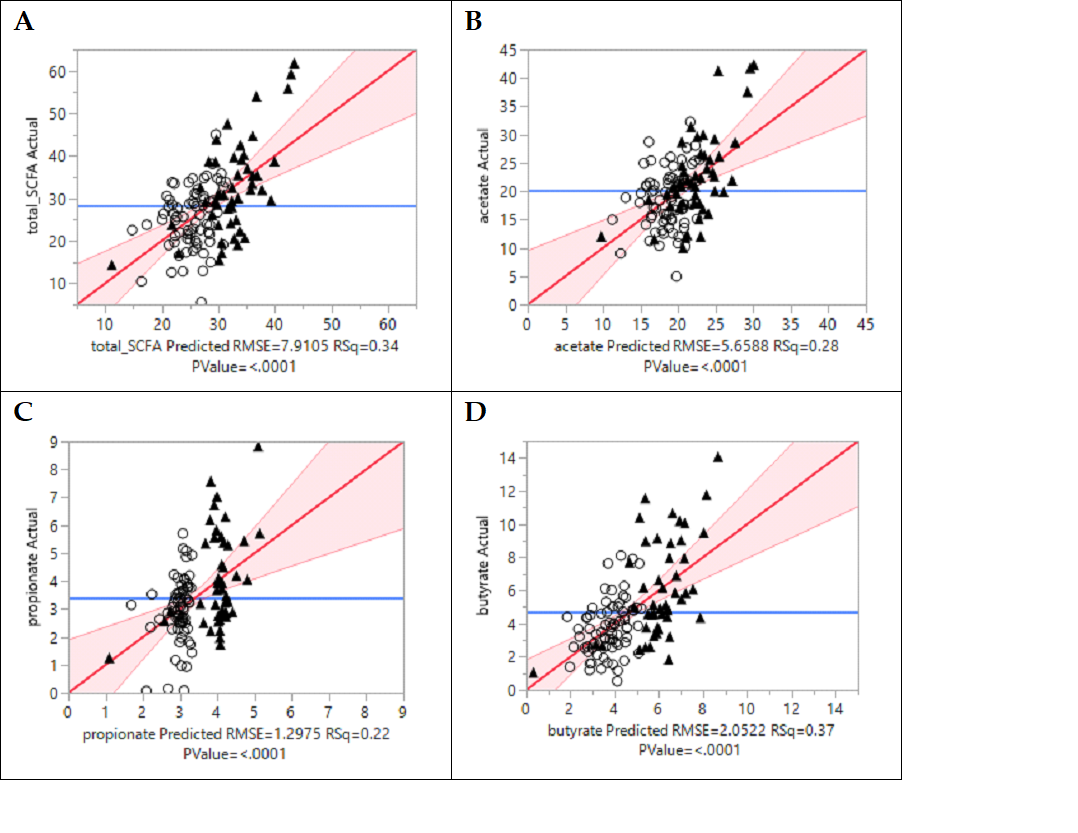 A
total_SCFA Actual
60
50
40
30
20
10
10 20 30 40 50 60
total_SCFA Predicted RMSE=7.9105 RSq=0.34
PValue=<.0001
B
acetate Actual
45
40
35
30
25
20
15
10
5
0
0 5 10 15 20 25 30 35 40 45
acetate Predicted RMSE=5.6588 RSq=0.28
PValue=<.0001
C
propionate Actual
9
8
7
6
5
4
3
2
1
0
0 1 2 3 4 5 6 7 8 9
propionate Predicted RMSE=1.2975 RSq=0.22
PValue=<.0001
D
butyrate Actual
14
12
10
8
6
4
2
0
0 2 4 6 8 10 12 14
butyrate Predicted RMSE=2.0522 RSq=0.37
PValue=<.0001